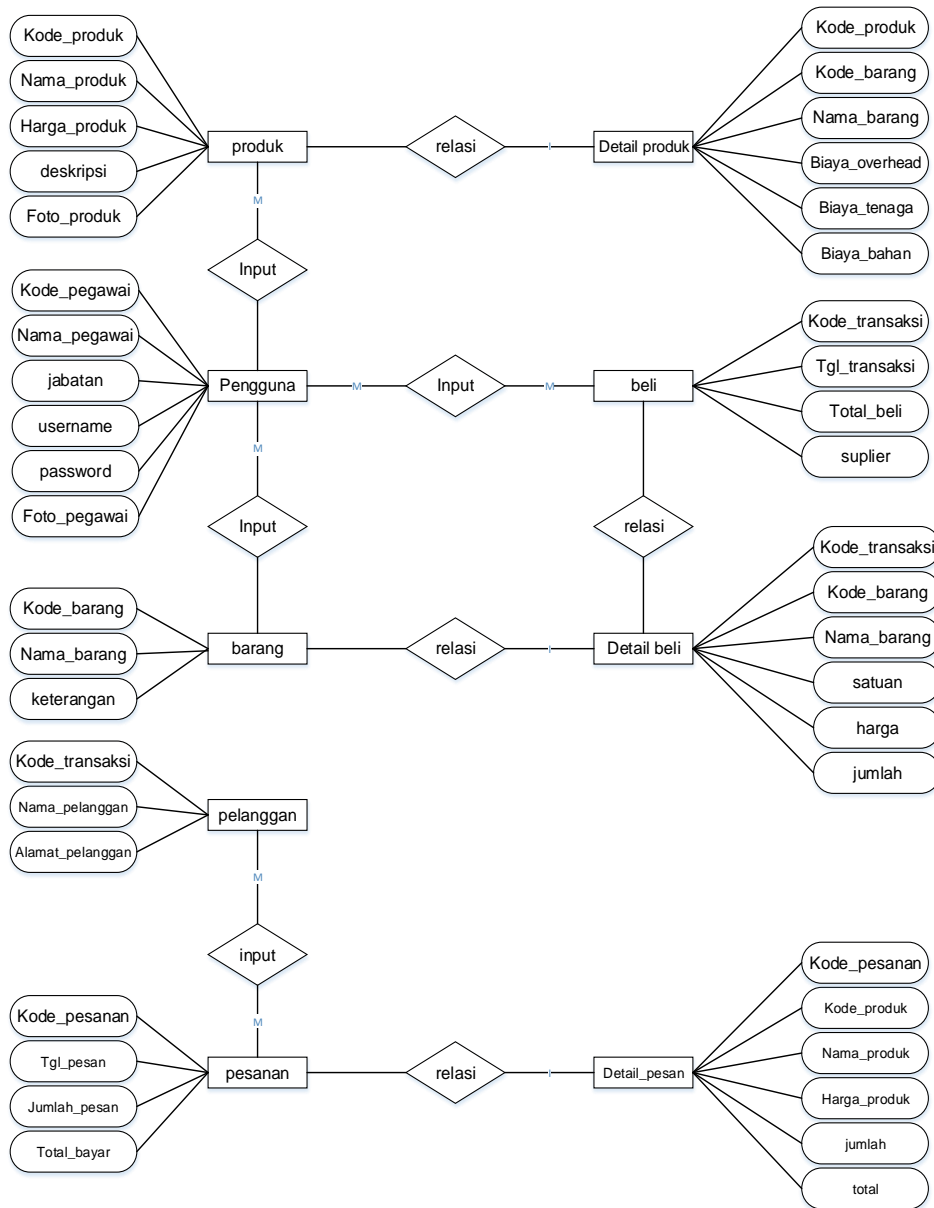 Kode_produk
Nama_produk
Harga_produk
deskripsi
Foto_produk
produk
relasi
Detail produk
Kode_produk
Kode_barang
Nama_barang
Biaya_overhead
Biaya_tenaga
Biaya_bahan
M
Input
Kode_pegawai
Nama_pegawai
jabatan
username
password
Foto_pegawai
Pengguna
M
Input
M
beli
Kode_transaksi
Tgl_transaksi
Total_beli
suplier
M
Input
relasi
Kode_barang
Nama_barang
keterangan
barang
relasi
Detail beli
Kode_transaksi
Kode_barang
Nama_barang
satuan
harga
jumlah
Kode_transaksi
Nama_pelanggan
Alamat_pelanggan
pelanggan
M
input
M
Kode_pesanan
Tgl_pesan
Jumlah_pesan
Total_bayar
pesanan
relasi
Detail_pesan
Kode_pesanan
Kode_produk
Nama_produk
Harga_produk
jumlah
total